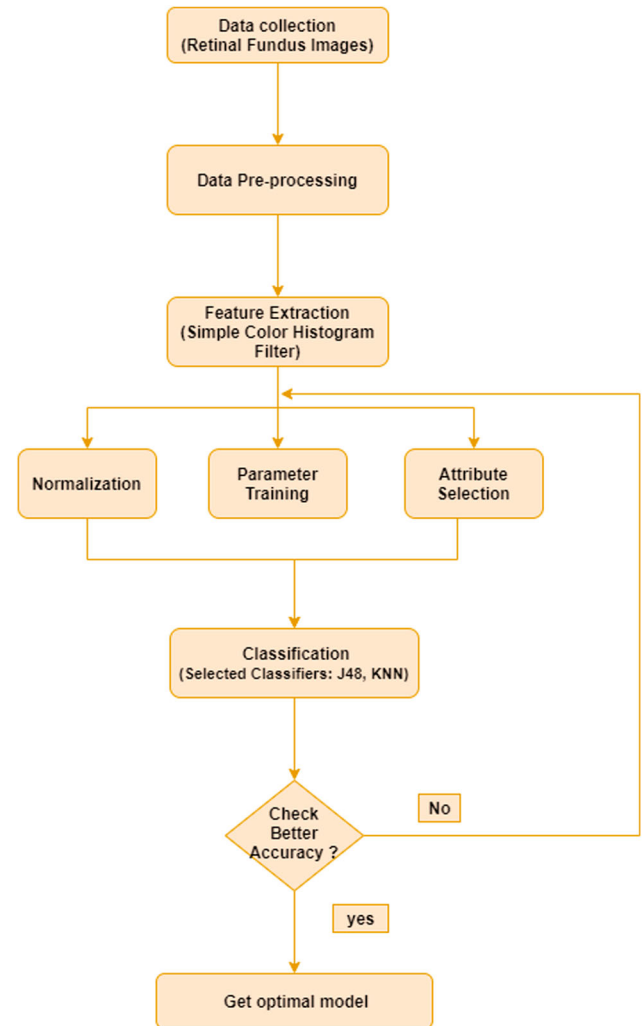 Data collection
(Retinal Fundus Images)
Data Pre-processing
Feature Extraction
(Simple Color Histogram
Filter)
Normalization
Parameter
Training
Attribute
Selection
Classification
(Selected Classifiers: J48, KNN)
Check
Better
Accuracy ?
No
yes
Get optimal model